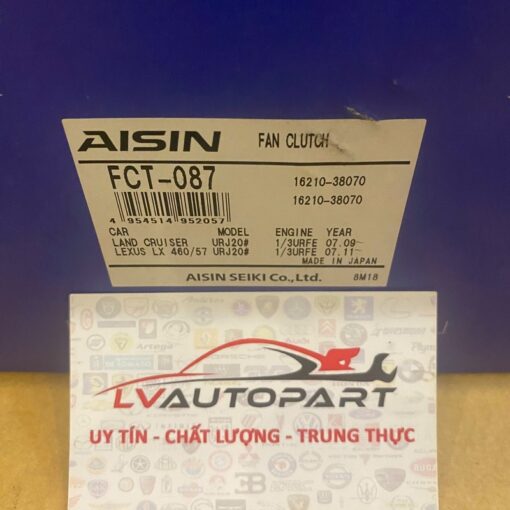 AISIN FAN CLUTCH
FCT-087 16210-38070
16210-38070
4 954514 952057
CAR MODEL ENGINE YEAR
LAND CRUISER URJ20# 1/3URFE 07.09~
LEXUS LX 460/57 URJ20# 1/3URFE 07.11~
MADE IN JAPAN
AISIN SEIKI Co., Ltd. 8M18
LVAUTOPART
UY TÍN - CHẤT LƯỢNG - TRUNG THỰC